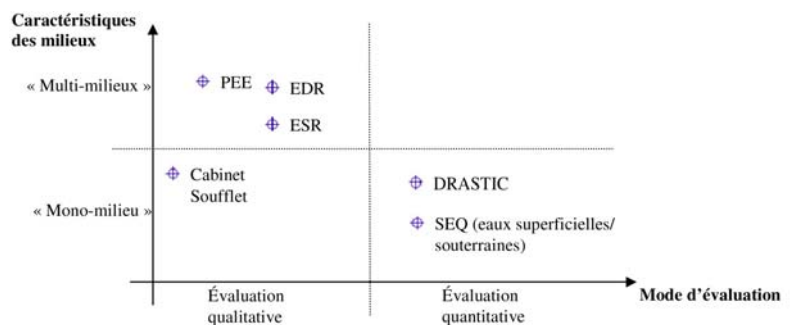 Caractéristiques
des milieux
« Multi-milieux »
PEE
EDR
ESR
Cabinet
Soufflet
DRASTIC
« Mono-milieu »
SEQ (eaux superficielles/
souterraines)
Évaluation
qualitative
Évaluation
quantitative
Mode d'évaluation